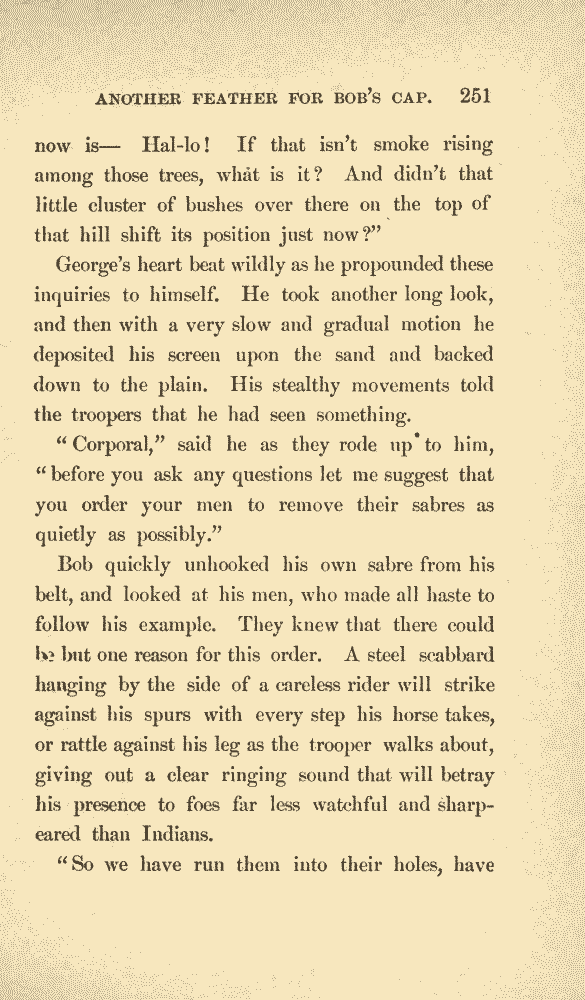 ANOTHER FEATHER FOR BOB'S CAP. 251
now is— Hal-lo! If that isn't smoke rising
among those trees, what is it? And didn't that
little cluster of bushes over there on the top of
that hill shift its position just now?"
George's heart beat wildly as he propounded these
inquiries to himself. He took another long look,
and then with a very slow and gradual motion he
deposited his screen upon the sand and backed
down to the plain. His stealthy movements told
the troopers that he had seen something.
"Corporal," said he as they rode up to him,
"before you ask any questions let me suggest that
you order your men to remove their sabres as
quietly as possibly."
Bob quickly unhooked his own sabre from his
belt, and looked at his men, who made all haste to
follow his example. They knew that there could
be but one reason for this order. A steel scabbard
hanging by the side of a careless rider will strike
against his spurs with every step his horse takes,
or rattle against his leg as the trooper walks about,
giving out a clear ringing sound that will betray
his presence to foes far less watchful and sharp-
eared than Indians.
"So we have run them into their holes, have